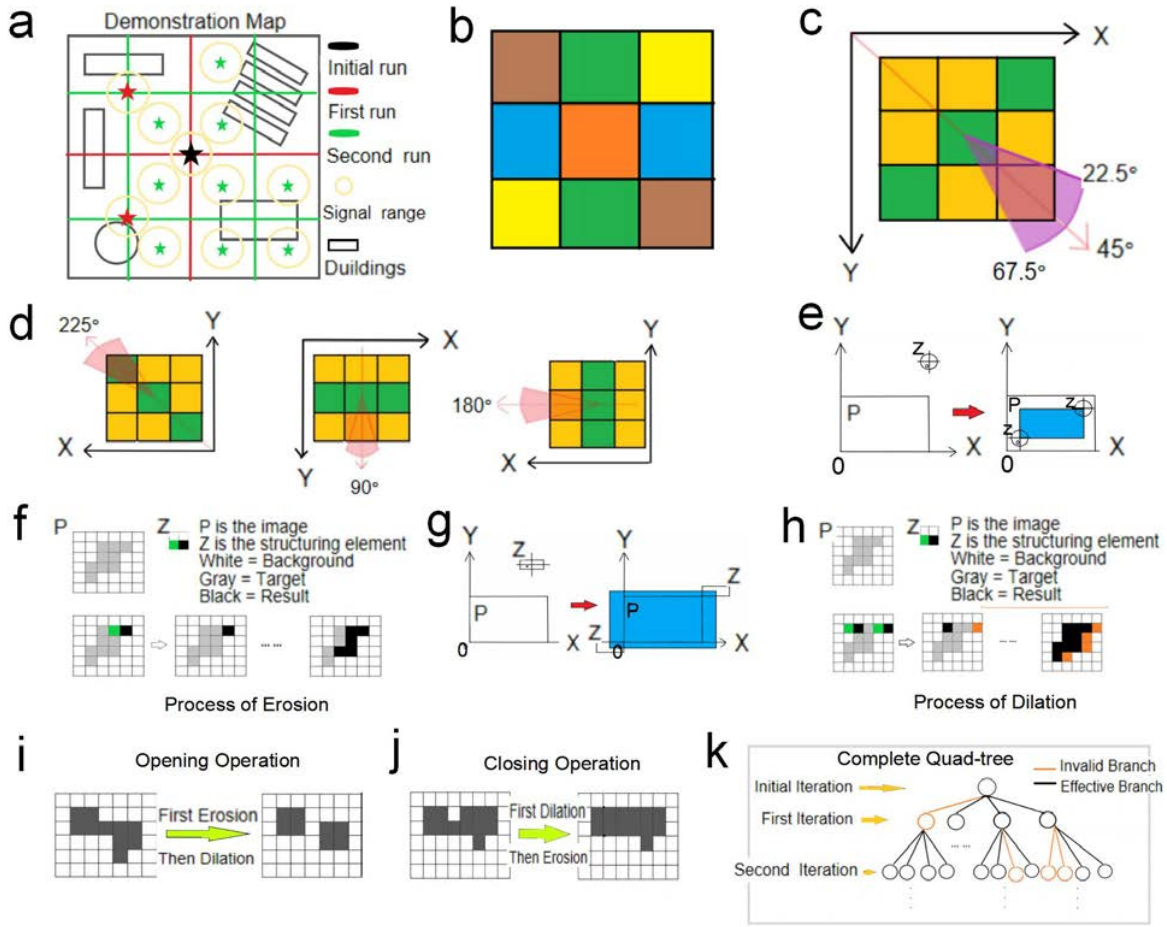 a
Demonstration Map
Initial run
First run
Second run
Signal range
Duildings
b
c
X
Y
22.5°
45°
67.5°
d
225°
Y
X
X
Y
90°
Y
180°
X
e
Y
Z
P
0
X
Y
P
Z
Z
0
X
f
P
Z
P is the image
Z is the structuring element
White = Background
Gray = Target
Black = Result
... ...
Process of Erosion
g
Y
Z
P
0
X
Y
Z
P
Z
0
X
h
P
Z
P is the image
Z is the structuring element
White = Background
Gray = Target
Black = Result
Process of Dilation
i
Opening Operation
First Erosion
Then Dilation
j
Closing Operation
First Dilation
Then Erosion
k
Complete Quad-tree
Invalid Branch
Effective Branch
Initial Iteration
First Iteration
... ...
Second Iteration